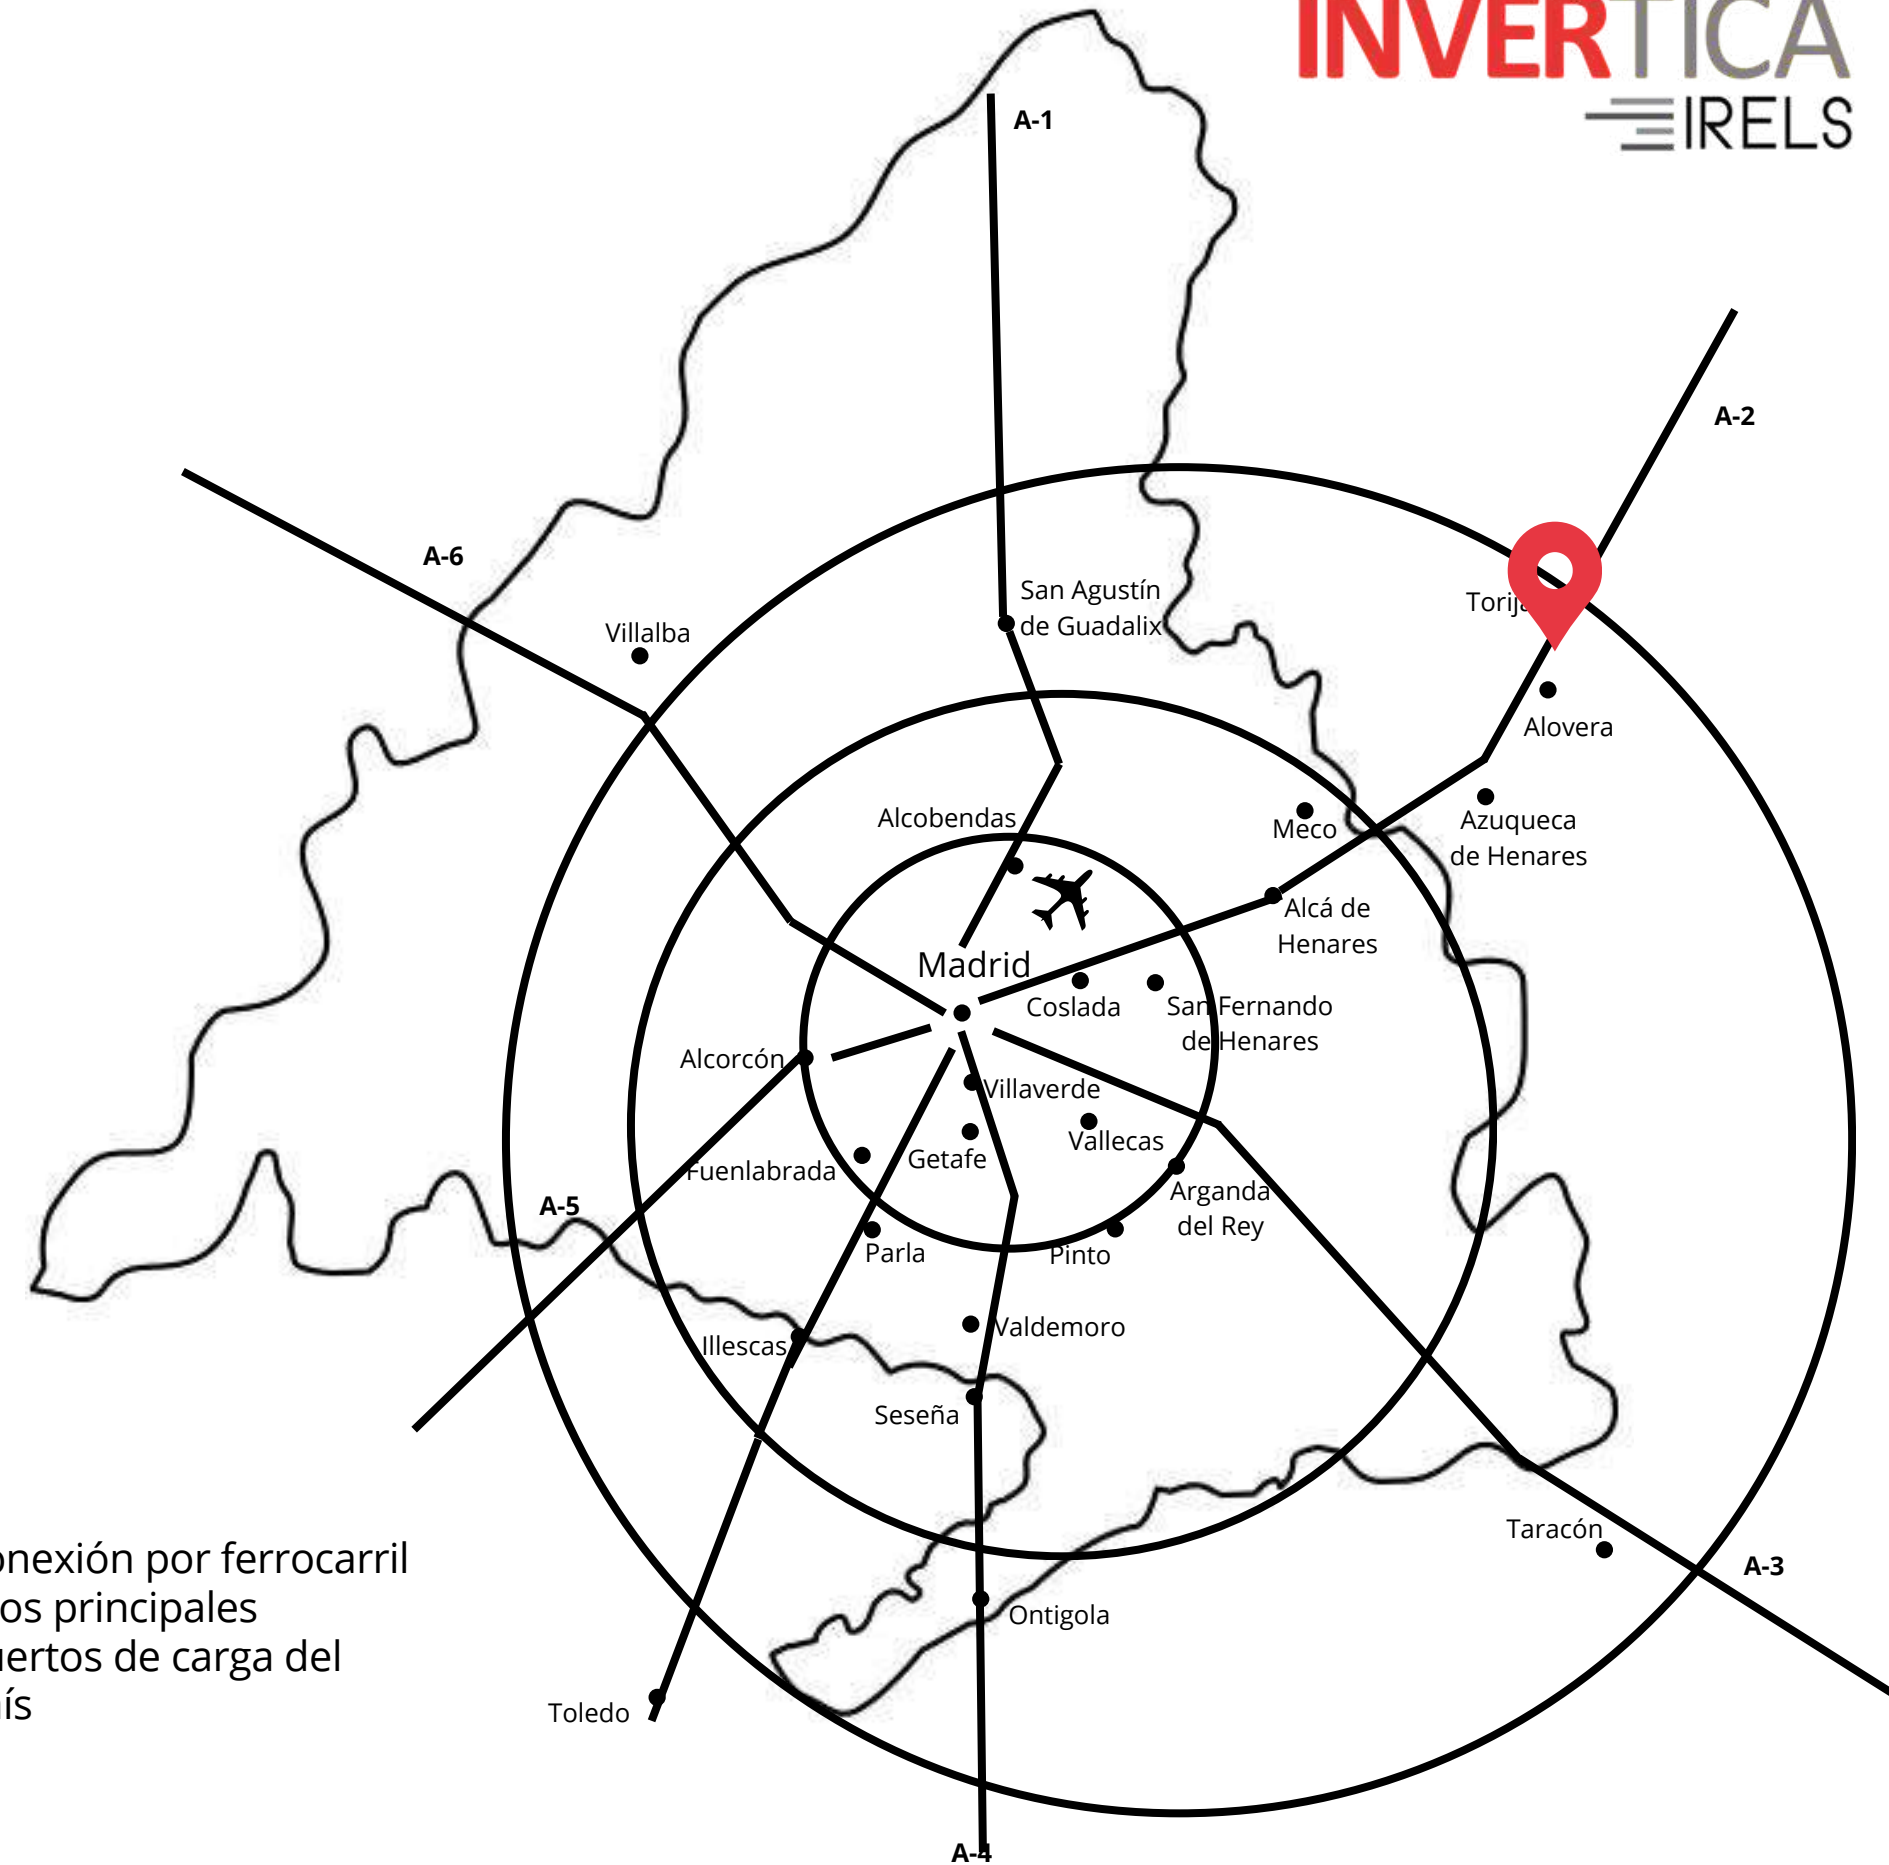 INVERTICA
IRELS
A-1
A-2
A-6
San Agustín
de Guadalix
Torija
Villalba
Alovera
Alcobendas
Meco
Azuqueca
de Henares
Alcá de
Henares
Madrid
Coslada
San Fernando
de Henares
Alcorcón
Villaverde
Vallecas
Getafe
Fuenlabrada
Arganda
del Rey
A-5
Parla
Pinto
Valdemoro
Illescas
Seseña
Taracón
onexión por ferrocarril
os principales
uertos de carga del
ís
A-3
Ontigola
Toledo
A-4